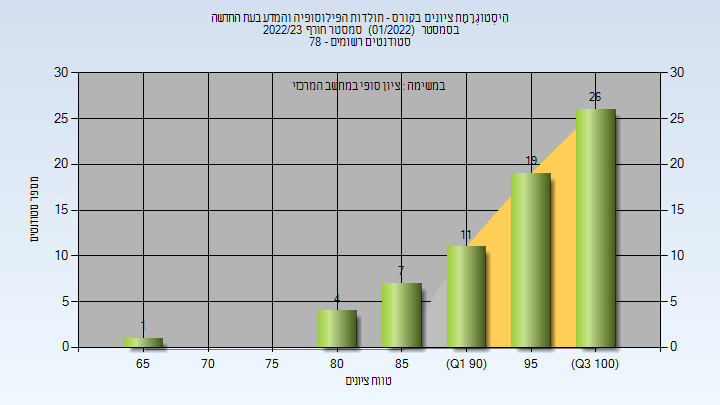 היסטוגרמת ציונים בקורס - תולדות הפילוסופיה והמדע בעת החדשה
בסמסטר (01/2022) סמסטר חורף 2022/23
סטודנטים רשומים - 78
במשימה : ציון סופי במחשב המרכזי
מספר סטודנטים
30 30
25 25
20 20
15 15
10 10
5 5
0 0
1 4 7 11 19 26
65 70 75 80 85 (Q1 90) 95 (Q3 100)
טווח ציונים